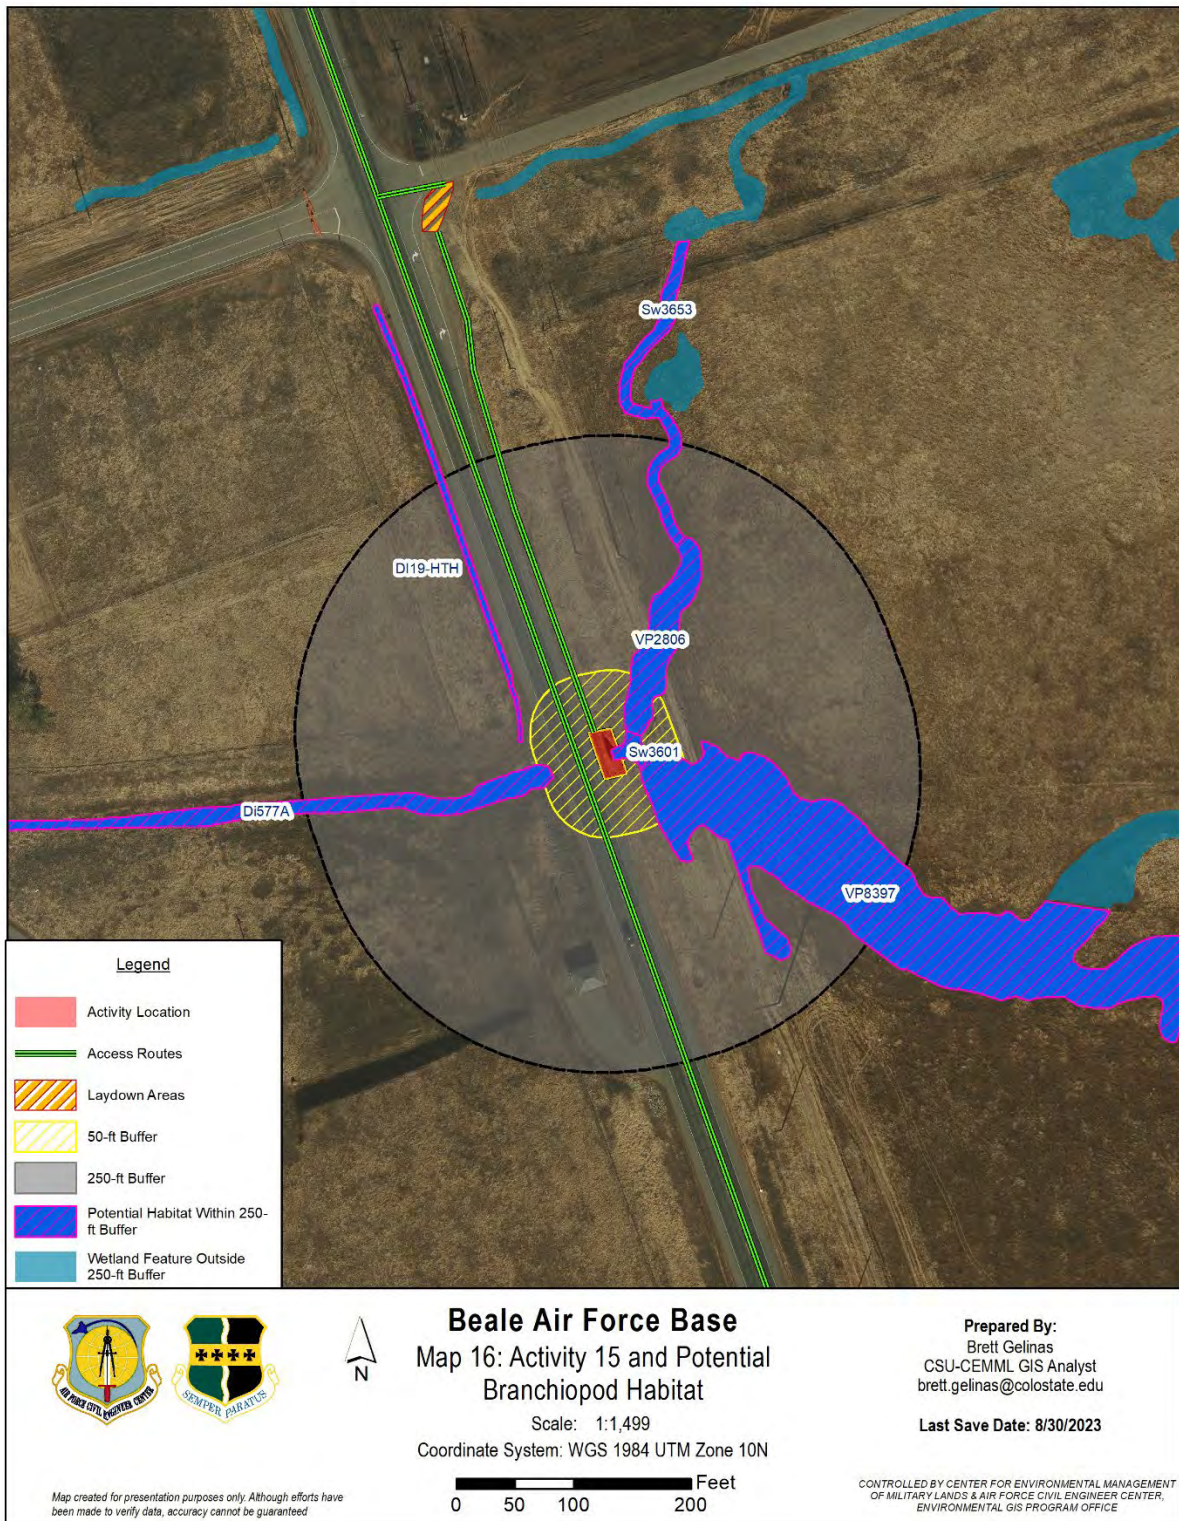 Sw3653
DI19-HTH
VP2806
Sw3601
Di577A
VP8397
Legend
Activity Location
Access Routes
Laydown Areas
50-ft Buffer
250-ft Buffer
Potential Habitat Within 250-
ft Buffer
Wetland Feature Outside
250-ft Buffer
AIR FORCE CIVIL ENGINEER CENTER
SEMPER PARATUS
N
Beale Air Force Base
Map 16: Activity 15 and Potential
Branchiopod Habitat
Scale: 1:1,499
Coordinate System: WGS 1984 UTM Zone 10N
Feet
0 50 100 200
Prepared By:
Brett Gelinas
CSU-CEMML GIS Analyst
brett.gelinas@colostate.edu
Last Save Date: 8/30/2023
Map created for presentation purposes only. Although efforts have
been made to verify data, accuracy cannot be guaranteed
CONTROLLED BY CENTER FOR ENVIRONMENTAL MANAGEMENT
OF MILITARY LANDS & AIR FORCE CIVIL ENGINEER CENTER,
ENVIRONMENTAL GIS PROGRAM OFFICE